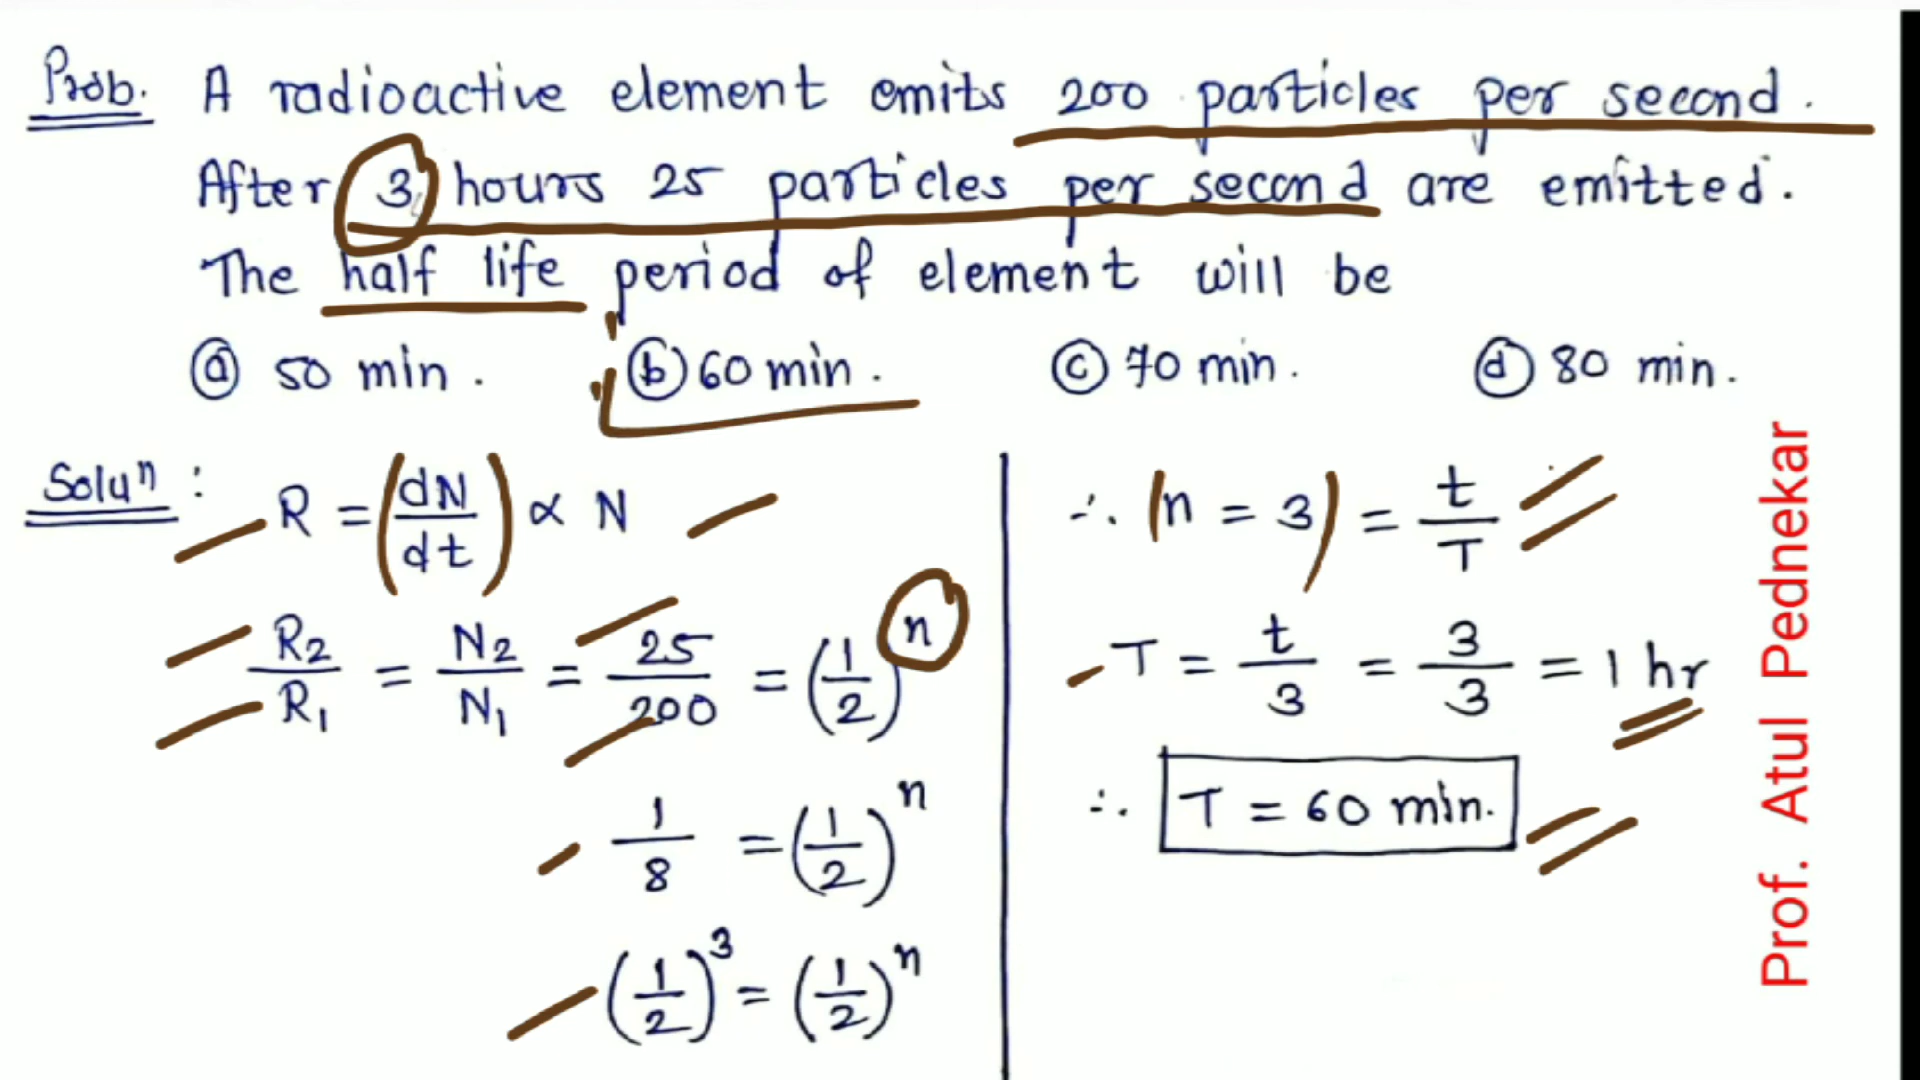 Prob. A radioactive element emits 200 particles per second.
After 3 hours 25 particles per second are emitted.
The half life period of element will be
ⓐ 50 min. ⓑ 60 min. ⓒ 70 min. ⓓ 80 min.
Soluⁿ: R = (dN/dt) ∝ N
R₂/R₁ = N₂/N₁ = 25/200 = (1/2)ⁿ
1/8 = (1/2)ⁿ
(1/2)³ = (1/2)ⁿ
∴ (n = 3) = t/T
T = t/3 = 3/3 = 1 hr
∴ T = 60 min.
Prof. Atul Pednekar